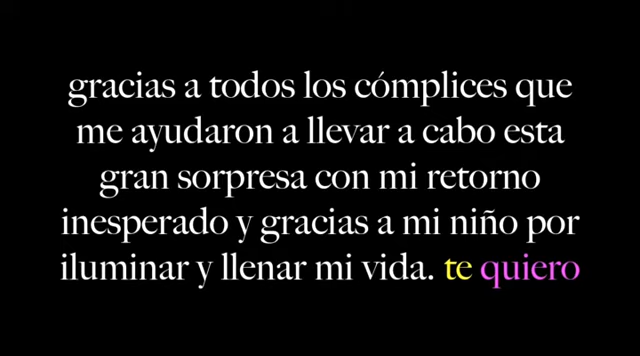 gracias a todos los cómplices que
me ayudaron a llevar a cabo esta
gran sorpresa con mi retorno
inesperado y gracias a mi niño por
iluminar y llenar mi vida. te quiero